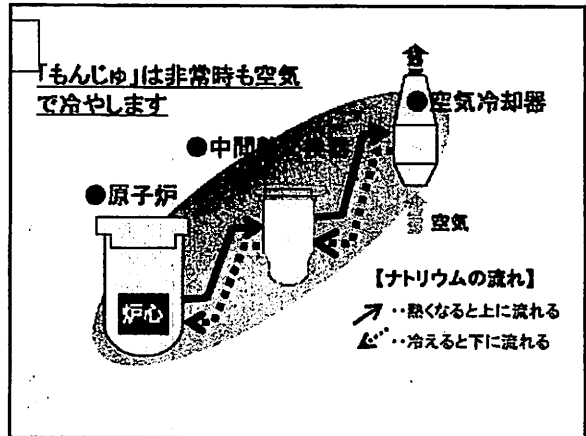 「もんじゅ」は非常時も空気
で冷やします
●空気冷却器
●中間
●原子炉
空気
炉心
【ナトリウムの流れ】
‥熱くなると上に流れる
‥冷えると下に流れる